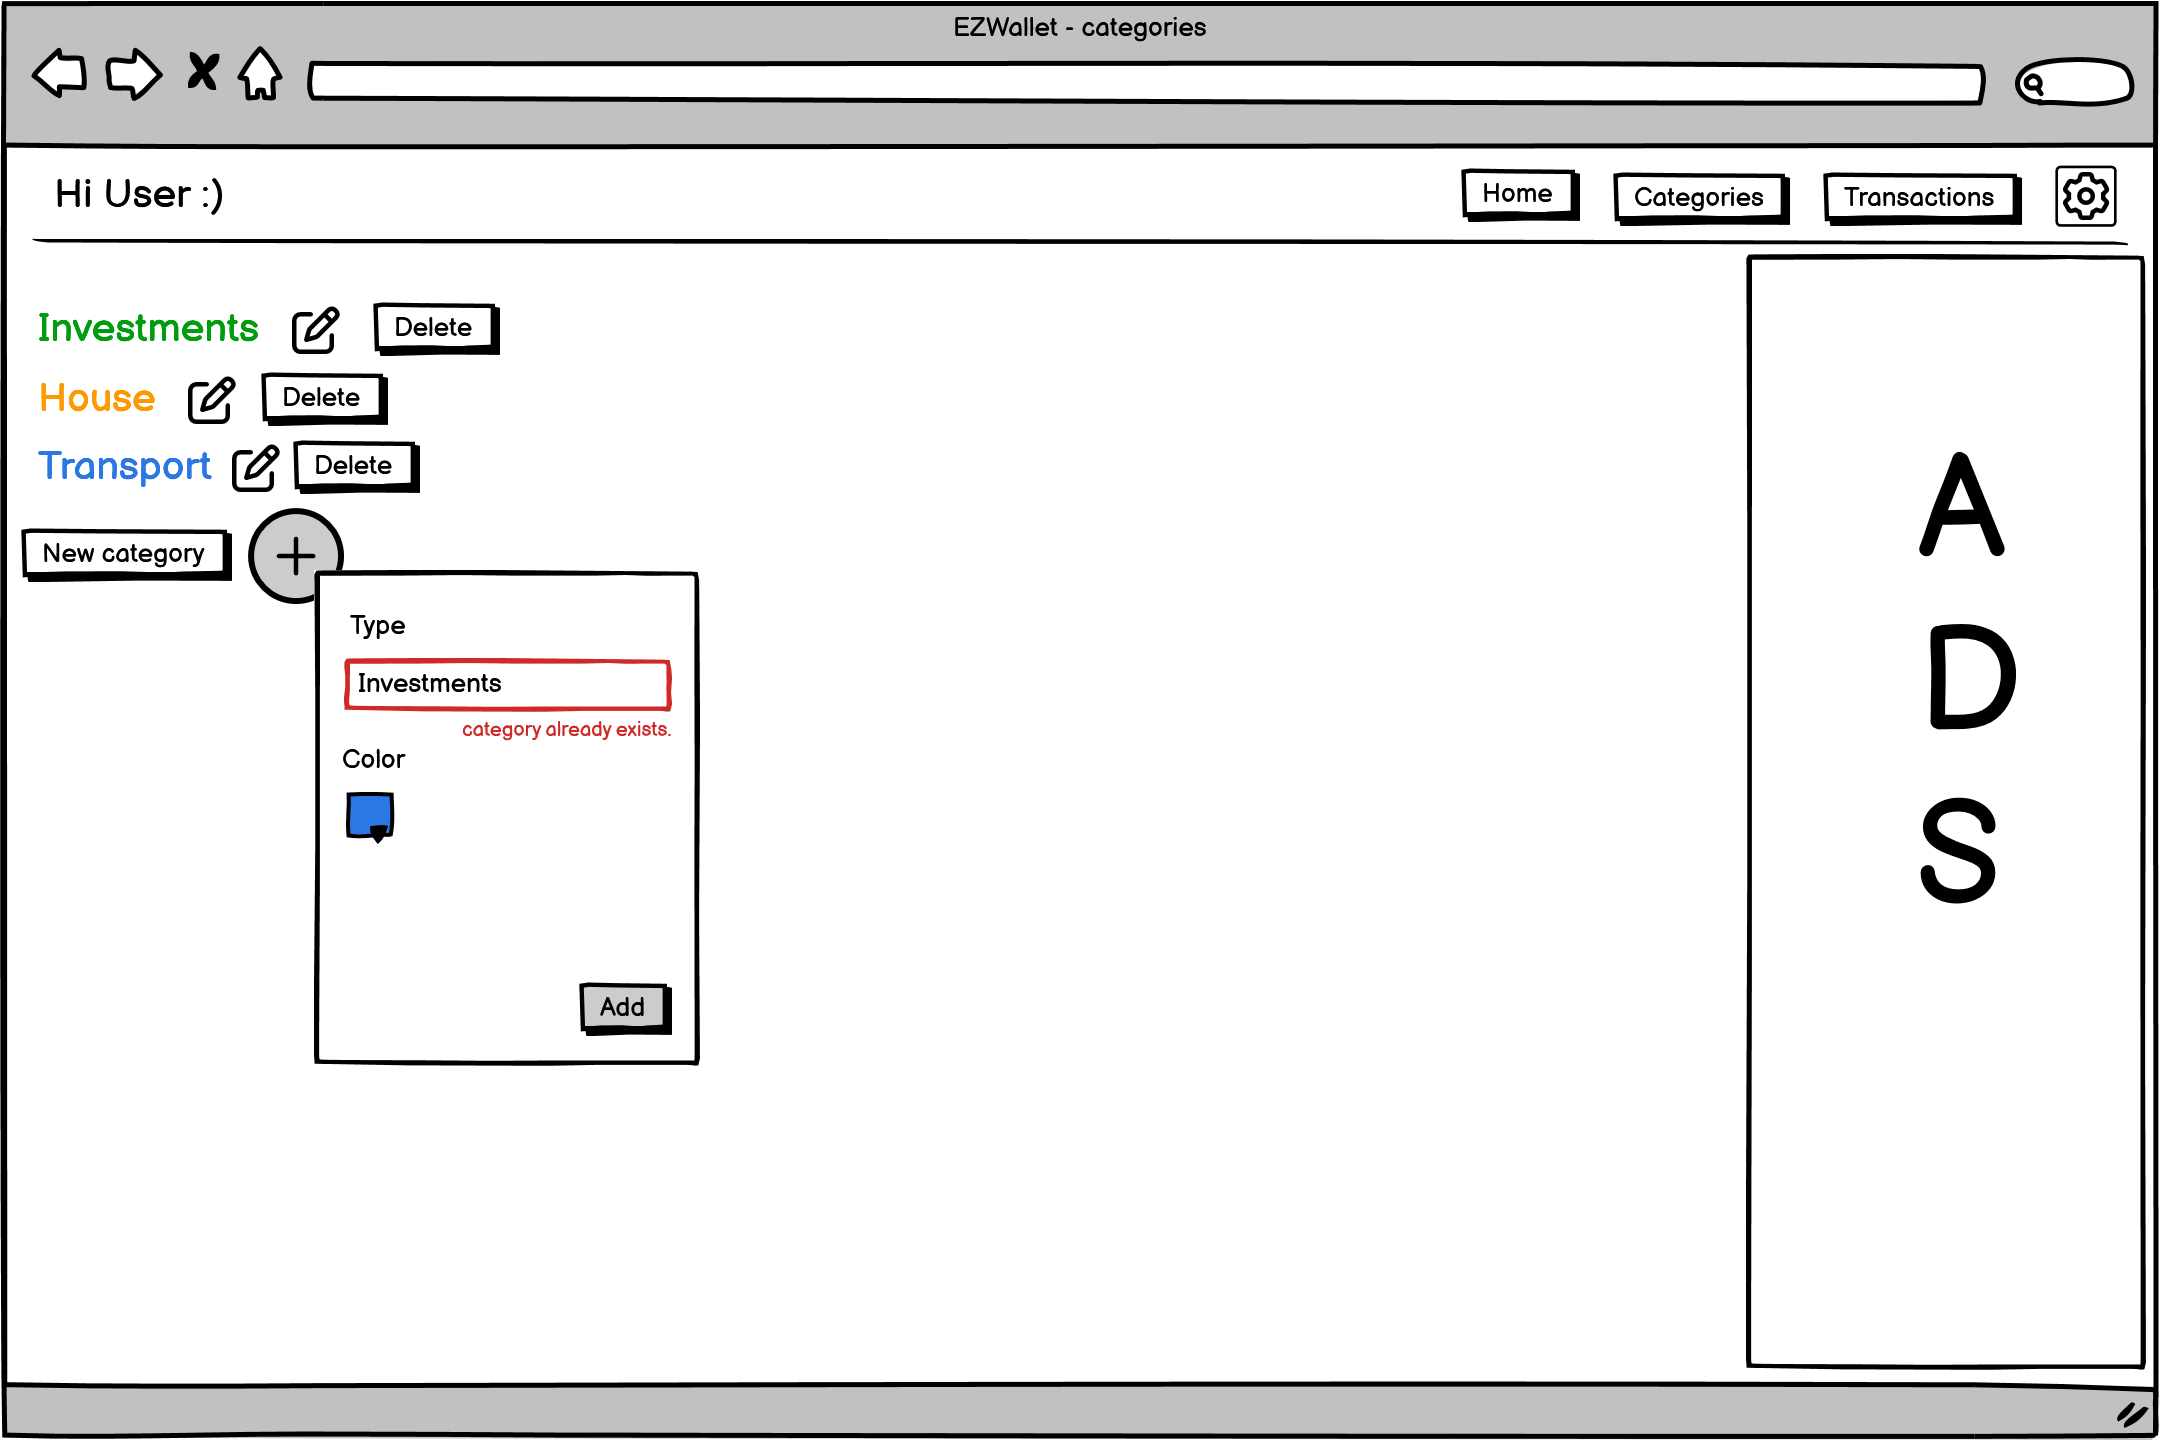 EZWallet - categories
Hi User :)
Home
Categories
Transactions
Investments
Delete
House
Delete
Transport
Delete
New category
Type
Investments
category already exists.
Color
Add
A
D
S